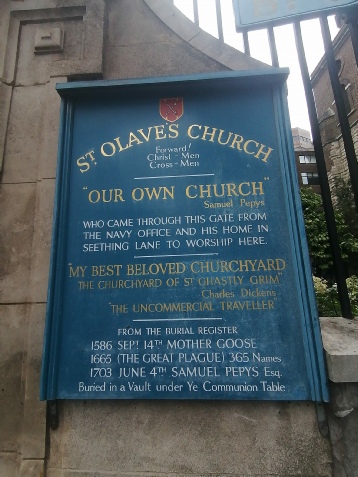 ST OLAVE'S CHURCH
Forward!
Christ-Men
Cross-Men
"OUR OWN CHURCH"
Samuel Pepys
WHO CAME THROUGH THIS GATE FROM
THE NAVY OFFICE AND HIS HOME IN
SEETHING LANE TO WORSHIP HERE.
"MY BEST BELOVED CHURCHYARD
THE CHURCHYARD OF ST GHASTLY GRIM"
Charles Dickens
"THE UNCOMMERCIAL TRAVELLER"
FROM THE BURIAL REGISTER
1586 SEPT 14TH MOTHER GOOSE
1665 (THE GREAT PLAGUE) 365 Names
1703 JUNE 4TH SAMUEL PEPYS Esq.
Buried in a Vault under Ye Communion Table